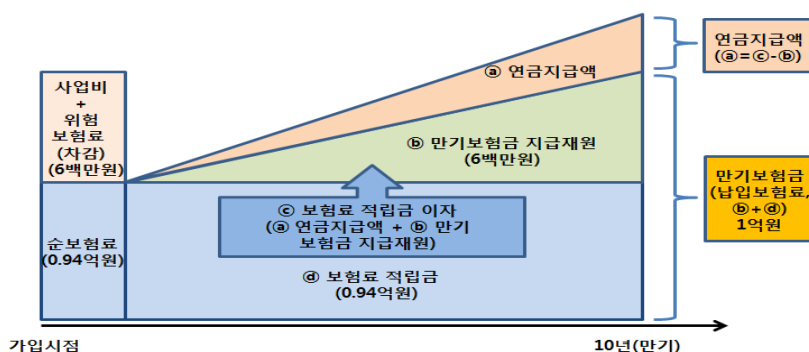 사업비
+
위험
보험료
(차감)
(6백만원)
순보험료
(0.94억원)
ⓐ 연금지급액
ⓑ 만기보험금 지급재원
(6백만원)
ⓒ 보험료 적립금 이자
(ⓐ 연금지급액 + ⓑ 만기
보험금 지급재원)
ⓓ 보험료 적립금
(0.94억원)
연금지급액
(ⓐ=ⓒ-ⓑ)
만기보험금
(납입보험료,
ⓑ+ⓓ)
1억원
가입시점
10년(만기)